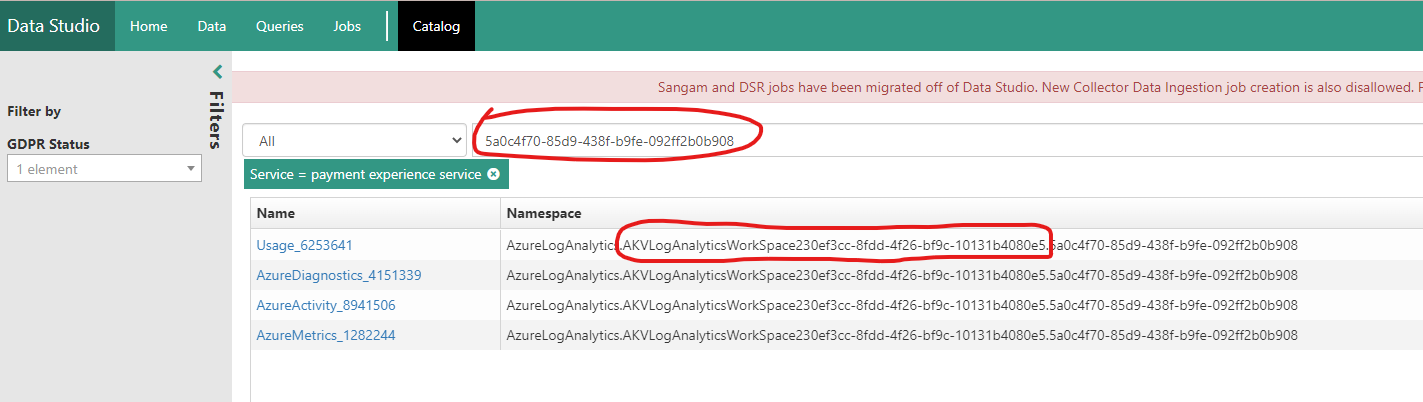 Data Studio Home Data Queries Jobs Catalog
Sangam and DSR jobs have been migrated off of Data Studio. New Collector Data Ingestion job creation is also disallowed.
Filters
Filter by
GDPR Status
1 element
All 5a0c4f70-85d9-438f-b9fe-092ff2b0b908
Service = payment experience service
Name Namespace
Usage_6253641 AzureLogAnalytics.AKVLogAnalyticsWorkSpace230ef3cc-8fdd-4f26-bf9c-10131b4080e5.5a0c4f70-85d9-438f-b9fe-092ff2b0b908
AzureDiagnostics_4151339 AzureLogAnalytics.AKVLogAnalyticsWorkSpace230ef3cc-8fdd-4f26-bf9c-10131b4080e5.5a0c4f70-85d9-438f-b9fe-092ff2b0b908
AzureActivity_8941506 AzureLogAnalytics.AKVLogAnalyticsWorkSpace230ef3cc-8fdd-4f26-bf9c-10131b4080e5.5a0c4f70-85d9-438f-b9fe-092ff2b0b908
AzureMetrics_1282244 AzureLogAnalytics.AKVLogAnalyticsWorkSpace230ef3cc-8fdd-4f26-bf9c-10131b4080e5.5a0c4f70-85d9-438f-b9fe-092ff2b0b908